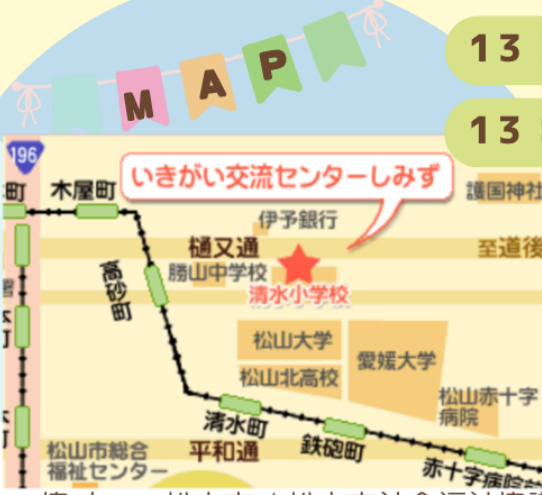 MAP
13
13
196
いきがい交流センターしみず
町
木屋町
護国神社
伊予銀行
樋又通
至道後
高砂町
勝山中学校
清水小学校
松山大学
愛媛大学
松山北高校
松山赤十字
病院
清水町
鉄砲町
平和通
赤十字病院前
松山市総合
福祉センター